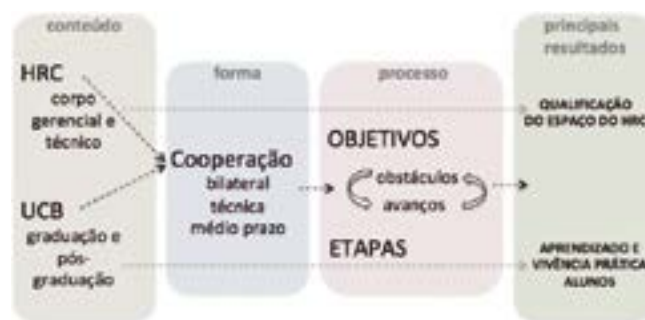 conteúdo
HRC
corpo
gerencial e
técnico
UCB
graduação e
pós-
graduação
forma
Cooperação
bilateral
técnica
médio prazo
processo
OBJETIVOS
obstáculos
avanços
ETAPAS
principais
resultados
QUALIFICAÇÃO
DO ESPAÇO DO HRC
APRENDIZADO E
VIVÊNCIA PRÁTICA
ALUNOS